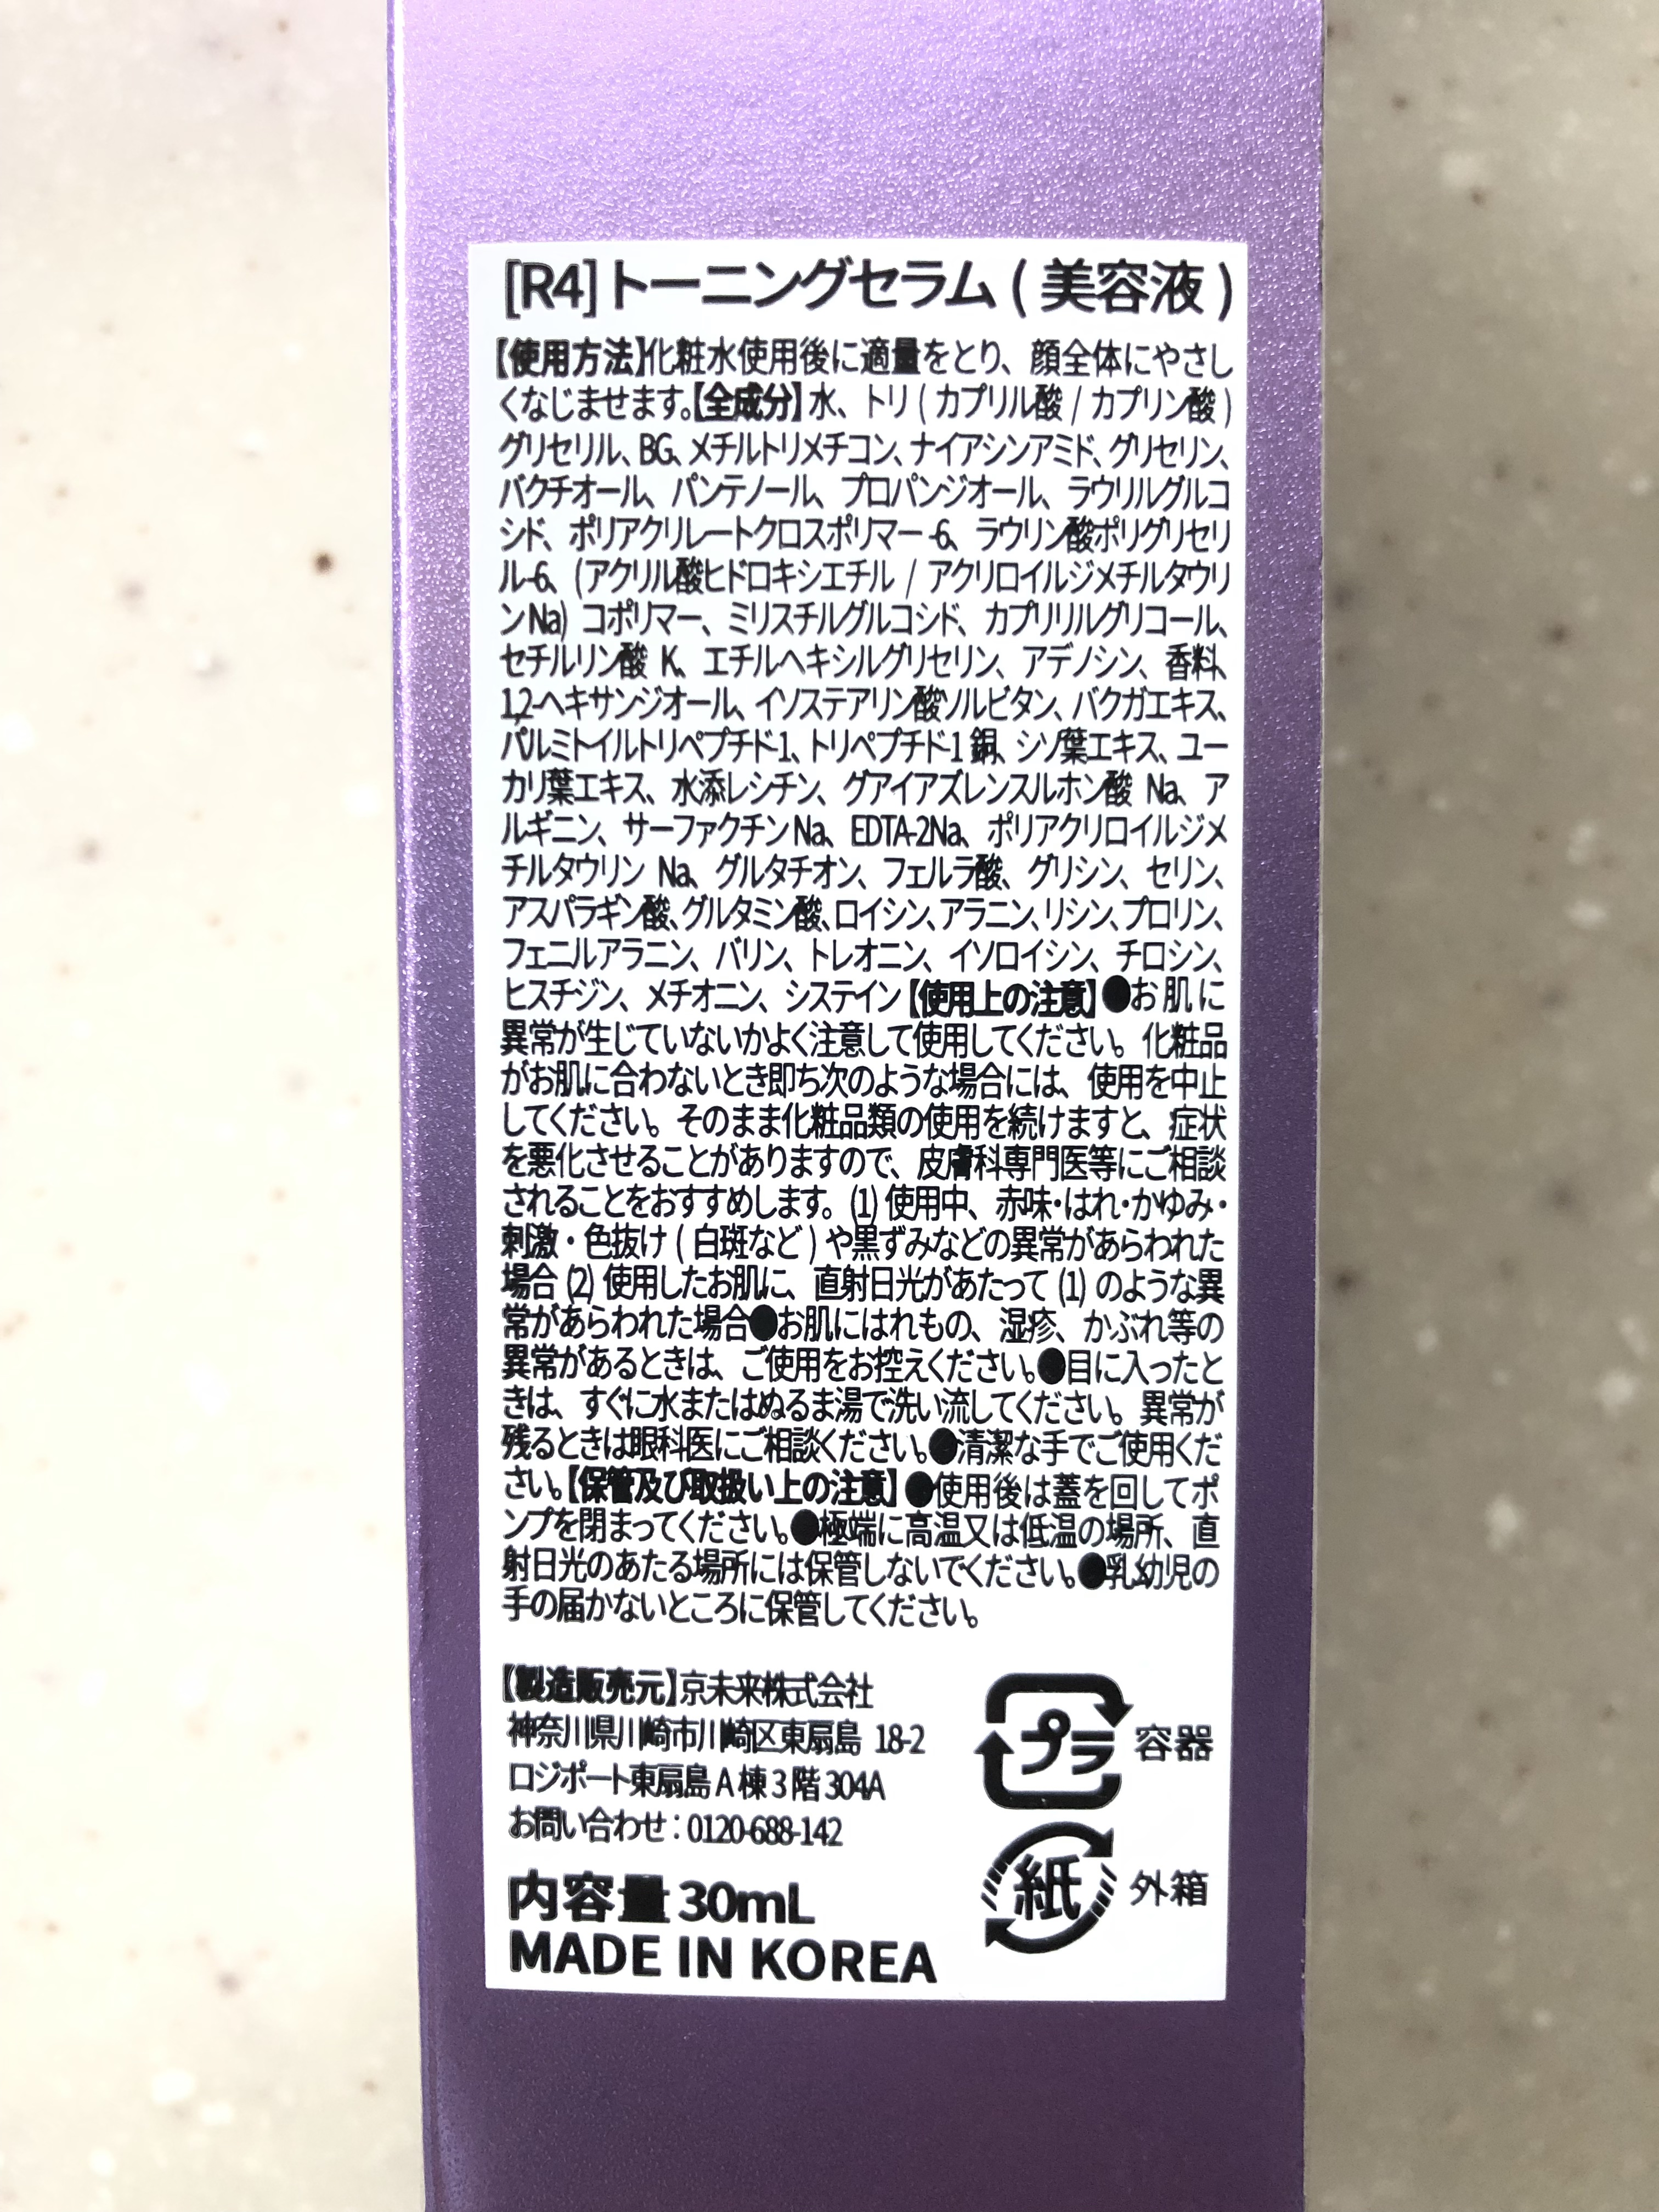 [R4]トーニングセラム(美容液)
【使用方法】化粧水使用後に適量をとり、顔全体にやさし
くなじませます。【全成分】水、トリ(カプリル酸/カプリン酸)
グリセリル、BG、メチルトリメチコン、ナイアシンアミド、グリセリン、
バクチオール、パンテノール、プロパンジオール、ラウリルグルコ
シド、ポリアクリレートクロスポリマー-6、ラウリン酸ポリグリセリ
ル-6、(アクリル酸ヒドロキシエチル/アクリロイルジメチルタウリ
ンNa)コポリマー、ミリスチルグルコシド、カプリリルグリコール、
セチルリン酸K、エチルヘキシルグリセリン、アデノシン、香料、
1,2-ヘキサンジオール、イソステアリン酸ソルビタン、バクガエキス、
パルミトイルトリペプチド-1、トリペプチド-1銅、シソ葉エキス、ユー
カリ葉エキス、水添レシチン、グアイアズレンスルホン酸Na、ア
ルギニン、サーファクチンNa、EDTA-2Na、ポリアクリロイルジメ
チルタウリンNa、グルタチオン、フェルラ酸、グリシン、セリン、
アスパラギン酸、グルタミン酸、ロイシン、アラニン、リシン、プロリン、
フェニルアラニン、バリン、トレオニン、イソロイシン、チロシン、
ヒスチジン、メチオニン、システイン【使用上の注意】●お肌に
異常が生じていないかよく注意して使用してください。化粧品
がお肌に合わないとき即ち次のような場合には、使用を中止
してください。そのまま化粧品類の使用を続けますと、症状
を悪化させることがありますので、皮膚科専門医等にご相談
されることをおすすめします。(1)使用中、赤味・はれ・かゆみ・
刺激・色抜け(白斑など)や黒ずみなどの異常があらわれた
場合(2)使用したお肌に、直射日光があたって(1)のような異
常があらわれた場合●お肌にはれもの、湿疹、かぶれ等の
異常があるときは、ご使用をお控えください。●目に入ったと
きは、すぐに水またはぬるま湯で洗い流してください。異常が
残るときは眼科医にご相談ください。●清潔な手でご使用くだ
さい。【保管及び取扱い上の注意】●使用後は蓋を回してポ
ンプを閉まってください。●極端に高温又は低温の場所、直
射日光のあたる場所には保管しないでください。●乳幼児の
手の届かないところに保管してください。
【製造販売元】京未来株式会社
神奈川県川崎市川崎区東扇島 18-2
ロジポート東扇島A棟3階304A
お問い合わせ：0120-688-142
プラ 容器
紙 外箱
内容量30mL
MADE IN KOREA